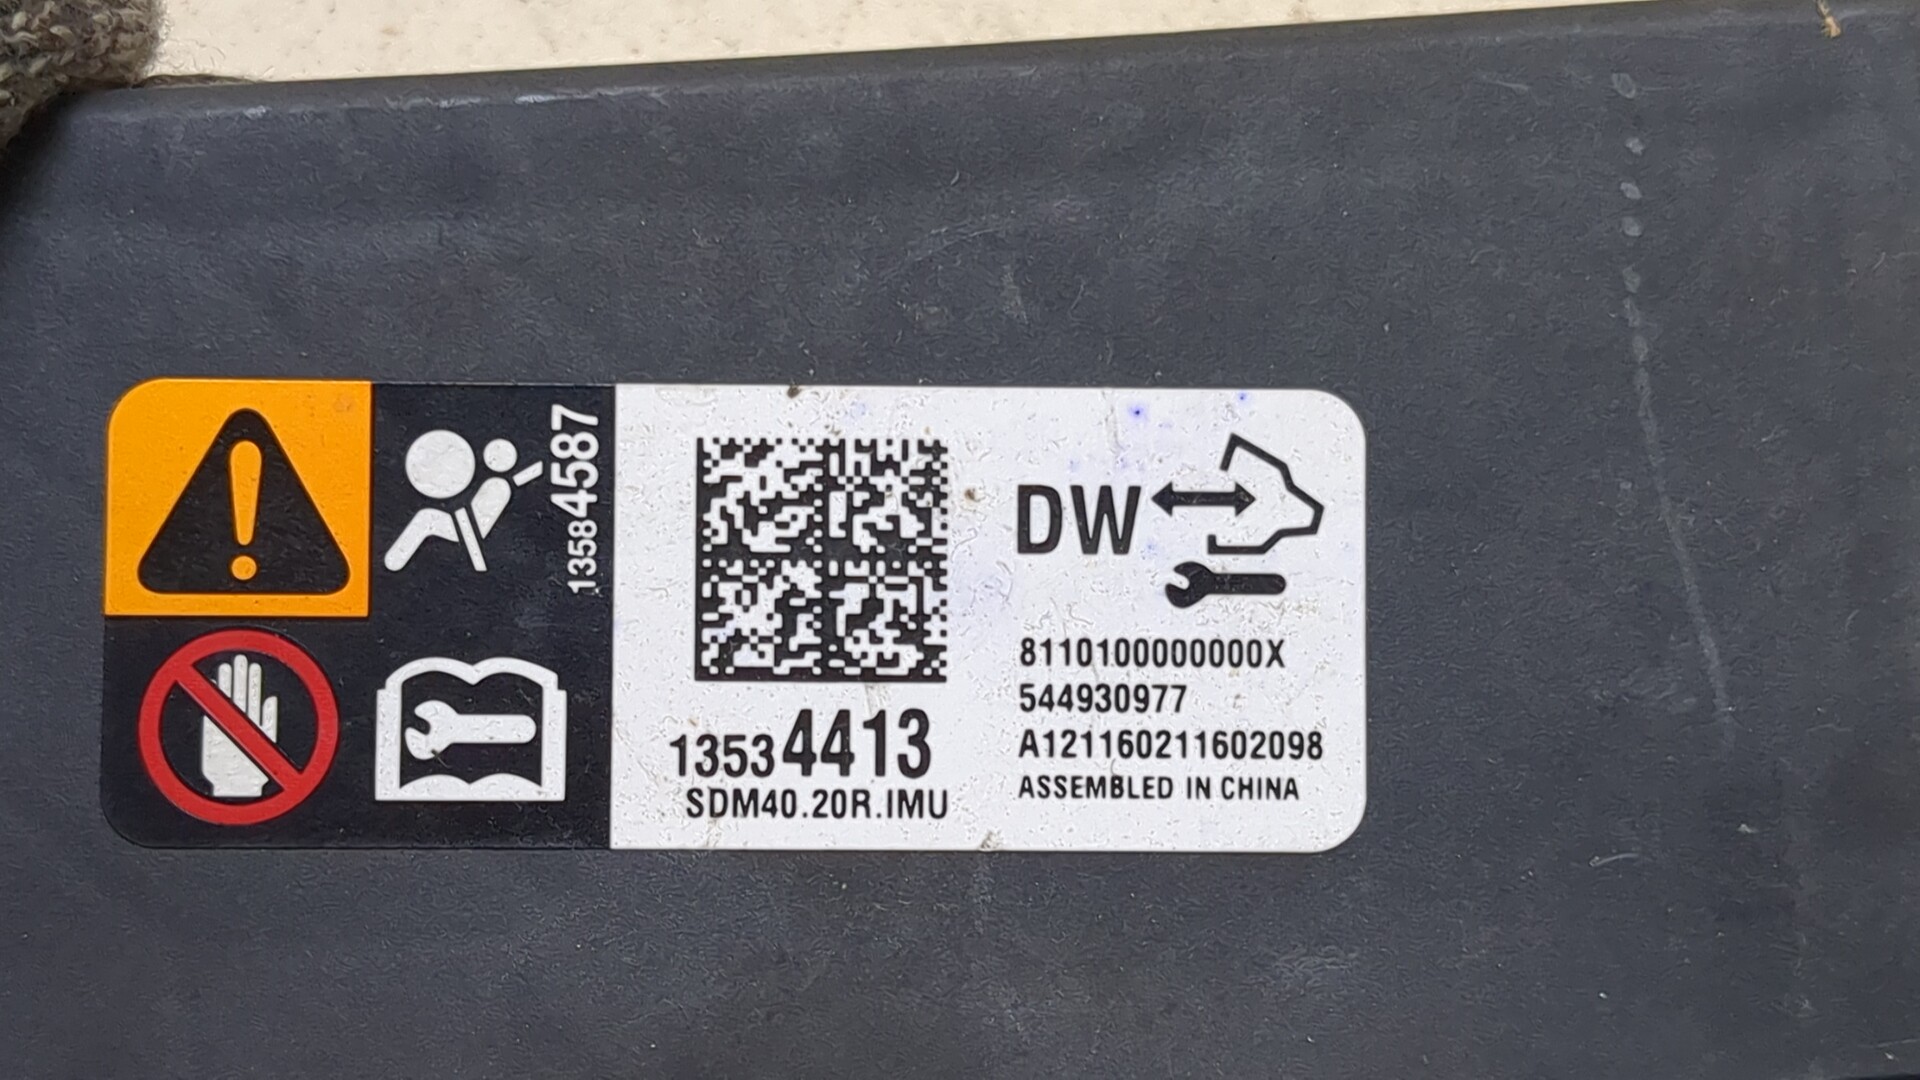 13584587
DW
13534413
SDM40.20R.IMU
8110100000000X
544930977
A121160211602098
ASSEMBLED IN CHINA